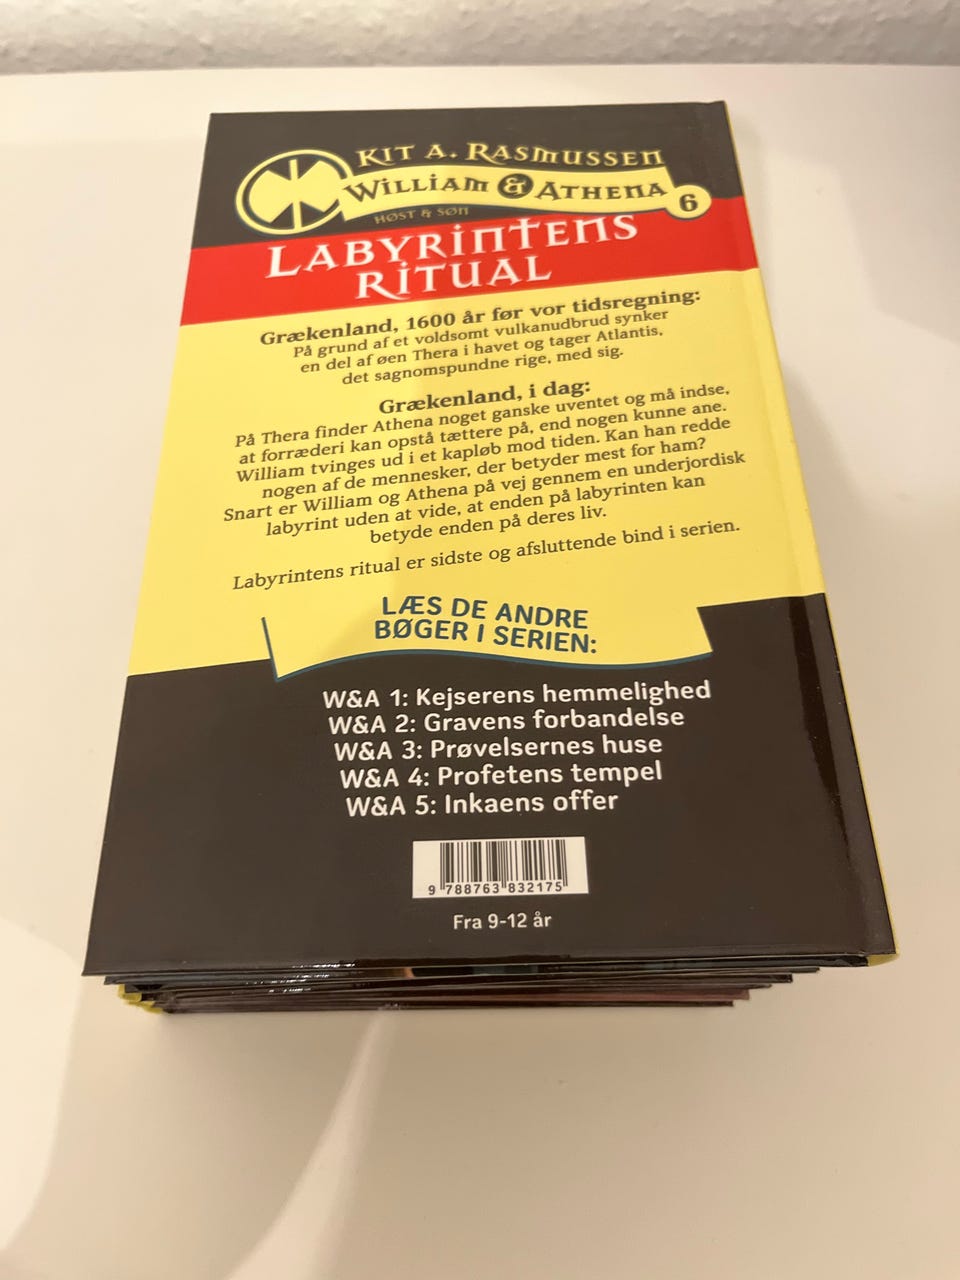 KIT A. RASMUSSEN
WILLIAM & ATHENA
6
HØST & SØN
LABYRINTENS
RITUAL
Grækenland, 1600 år før vor tidsregning:
På grund af et voldsomt vulkanudbrud synker
en del af øen Thera i havet og tager Atlantis,
det sagnomspundne rige, med sig.
Grækenland, i dag:
På Thera finder Athena noget ganske uventet og må indse,
at forræderi kan opstå tættere på, end nogen kunne ane.
William tvinges ud i et kapløb mod tiden. Kan han redde
nogen af de mennesker, der betyder mest for ham?
Snart er William og Athena på vej gennem en underjordisk
labyrint uden at vide, at enden på labyrinten kan
betyde enden på deres liv.
Labyrintens ritual er sidste og afsluttende bind i serien.
LÆS DE ANDRE
BØGER I SERIEN:
W&A 1: Kejserens hemmelighed
W&A 2: Gravens forbandelse
W&A 3: Prøvelsernes huse
W&A 4: Profetens tempel
W&A 5: Inkaens offer
9 788763 832175
Fra 9-12 år